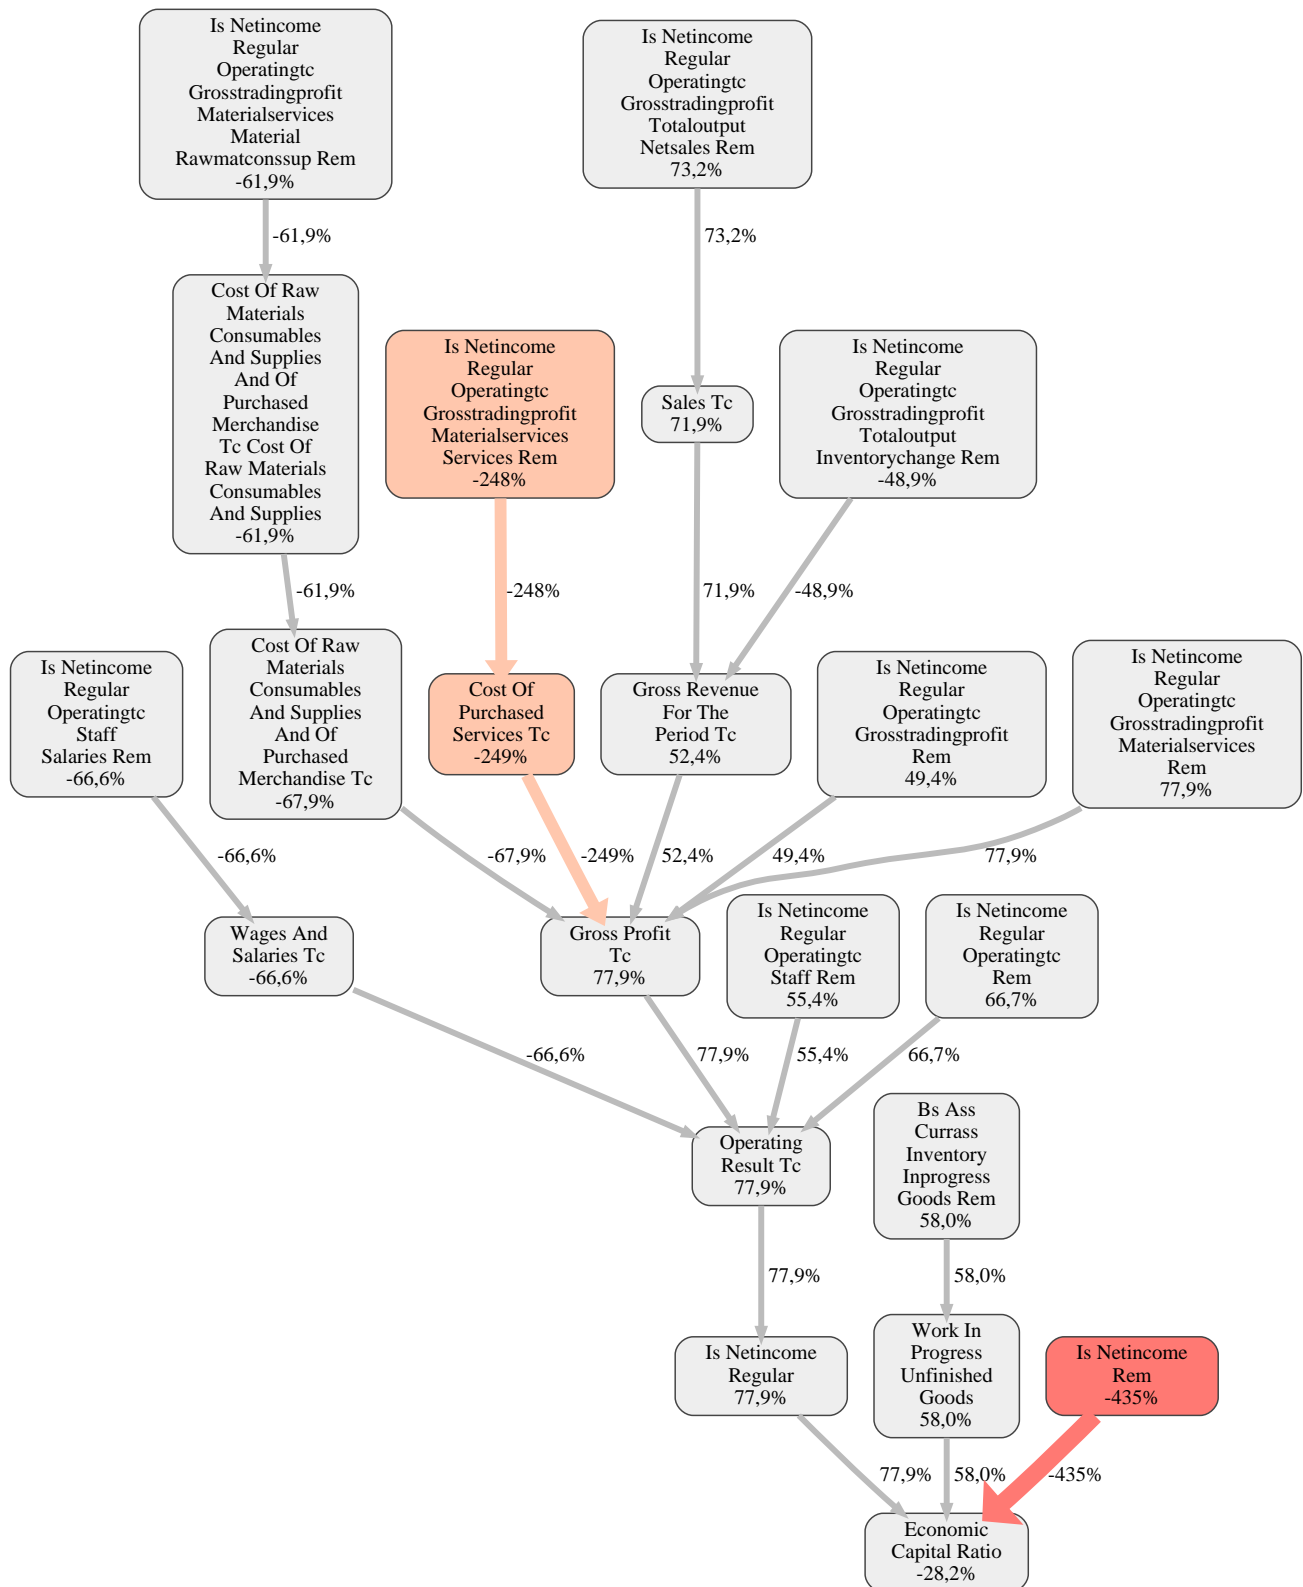 Is Netincome
Regular
Operatingtc
Grosstradingprofit
Materialservices
Material
Rawmatconssup Rem
-61,9%
Is Netincome
Regular
Operatingtc
Grosstradingprofit
Totaloutput
Netsales Rem
73,2%
-61,9%
73,2%
Cost Of Raw
Materials
Consumables
And Supplies
And Of
Purchased
Merchandise
Tc Cost Of
Raw Materials
Consumables
And Supplies
-61,9%
Is Netincome
Regular
Operatingtc
Grosstradingprofit
Materialservices
Services Rem
-248%
Sales Tc
71,9%
Is Netincome
Regular
Operatingtc
Grosstradingprofit
Totaloutput
Inventorychange Rem
-48,9%
-61,9%
-248%
71,9%
-48,9%
Is Netincome
Regular
Operatingtc
Staff
Salaries Rem
-66,6%
Cost Of Raw
Materials
Consumables
And Supplies
And Of
Purchased
Merchandise Tc
-67,9%
Cost Of
Purchased
Services Tc
-249%
Gross Revenue
For The
Period Tc
52,4%
Is Netincome
Regular
Operatingtc
Grosstradingprofit
Rem
49,4%
Is Netincome
Regular
Operatingtc
Grosstradingprofit
Materialservices
Rem
77,9%
-66,6%
-67,9%
-249%
52,4%
49,4%
77,9%
Wages And
Salaries Tc
-66,6%
Gross Profit
Tc
77,9%
Is Netincome
Regular
Operatingtc
Staff Rem
55,4%
Is Netincome
Regular
Operatingtc
Rem
66,7%
-66,6%
77,9%
55,4%
66,7%
Operating
Result Tc
77,9%
Bs Ass
Currass
Inventory
Inprogress
Goods Rem
58,0%
77,9%
58,0%
Is Netincome
Regular
77,9%
Work In
Progress
Unfinished
Goods
58,0%
Is Netincome
Rem
-435%
77,9%
58,0%
-435%
Economic
Capital Ratio
-28,2%